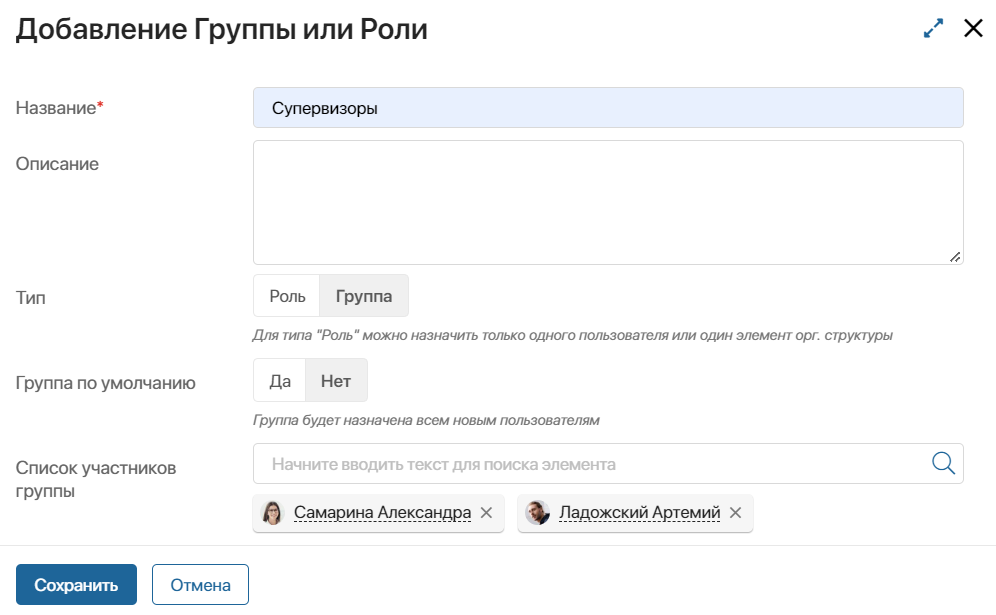 Добавление Группы или Роли
Название*
Супервизоры
Описание
Тип
Роль
Группа
Для типа "Роль" можно назначить только одного пользователя или один элемент орг. структуры
Группа по умолчанию
Да
Нет
Группа будет назначена всем новым пользователям
Список участников
группы
Начните вводить текст для поиска элемента
Самарина Александра
Ладожский Артемий
Сохранить
Отмена